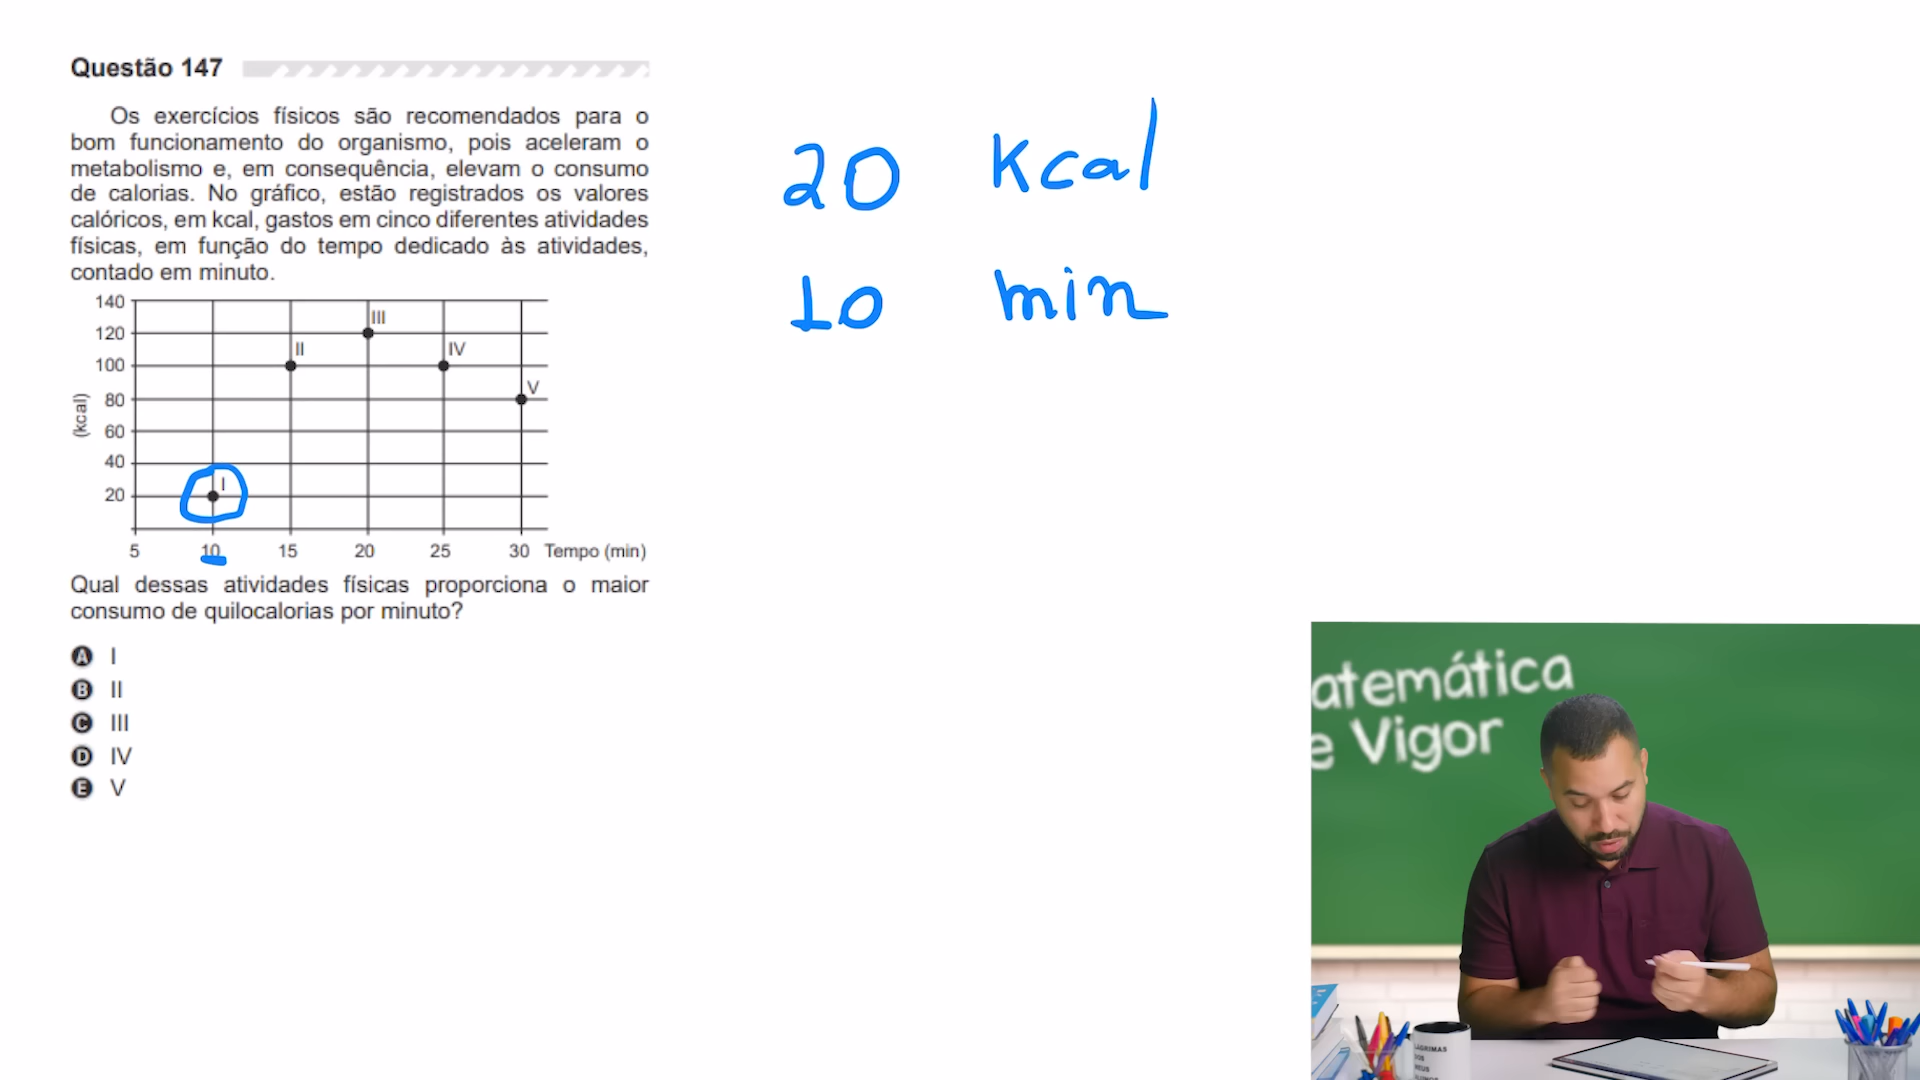 Questão 147
Os exercícios físicos são recomendados para o
bom funcionamento do organismo, pois aceleram o
metabolismo e, em consequência, elevam o consumo
de calorias. No gráfico, estão registrados os valores
calóricos, em kcal, gastos em cinco diferentes atividades
físicas, em função do tempo dedicado às atividades,
contado em minuto.
140
120
100
80
60
40
20
(kcal)
I
II
III
IV
V
5 10 15 20 25 30 Tempo (min)
Qual dessas atividades físicas proporciona o maior
consumo de quilocalorias por minuto?
A I
B II
C III
D IV
E V
20 Kcal
10 min
atemática
e Vigor
LÁGRIMAS
DOS
MEUS